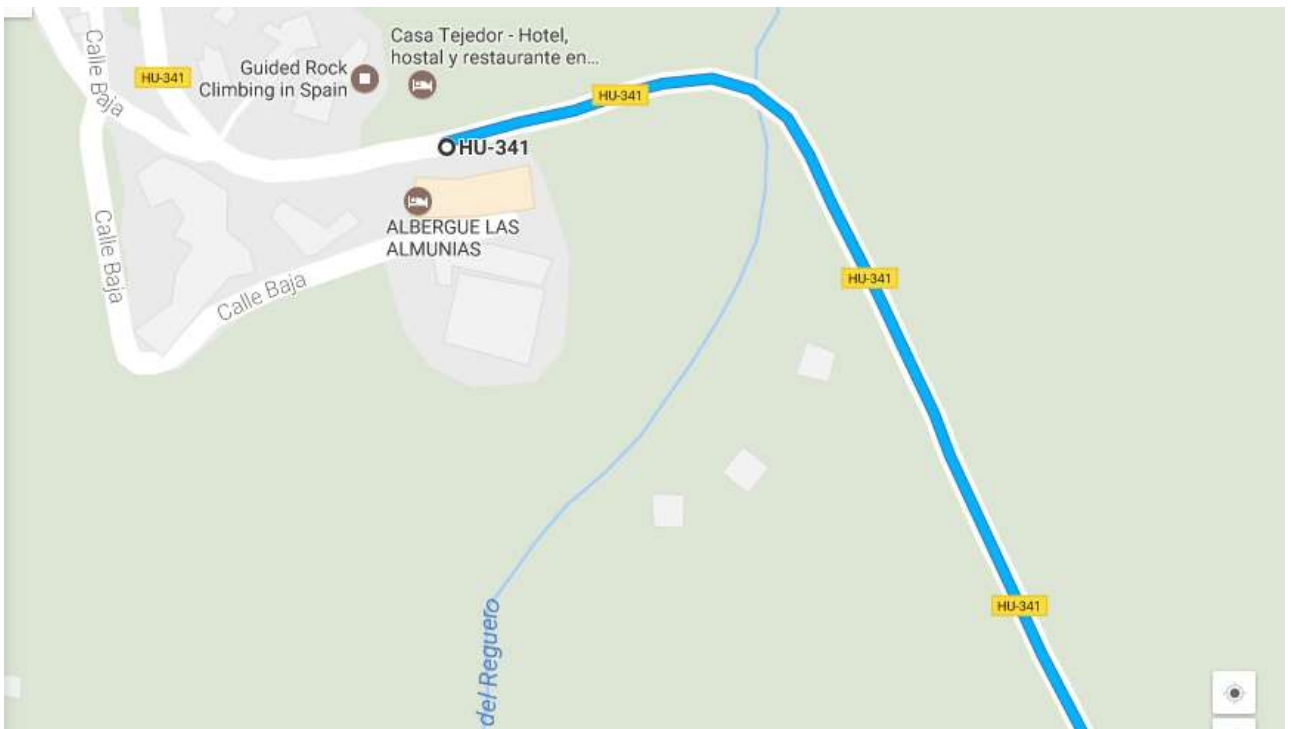 Casa Tejedor - Hotel,
hostal y restaurante en...
Guided Rock
Climbing in Spain
Calle Baja
HU-341
HU-341
HU-341
ALBERGUE LAS
ALMUNIAS
Calle Baja
Calle Baja
HU-341
HU-341
del Reguero